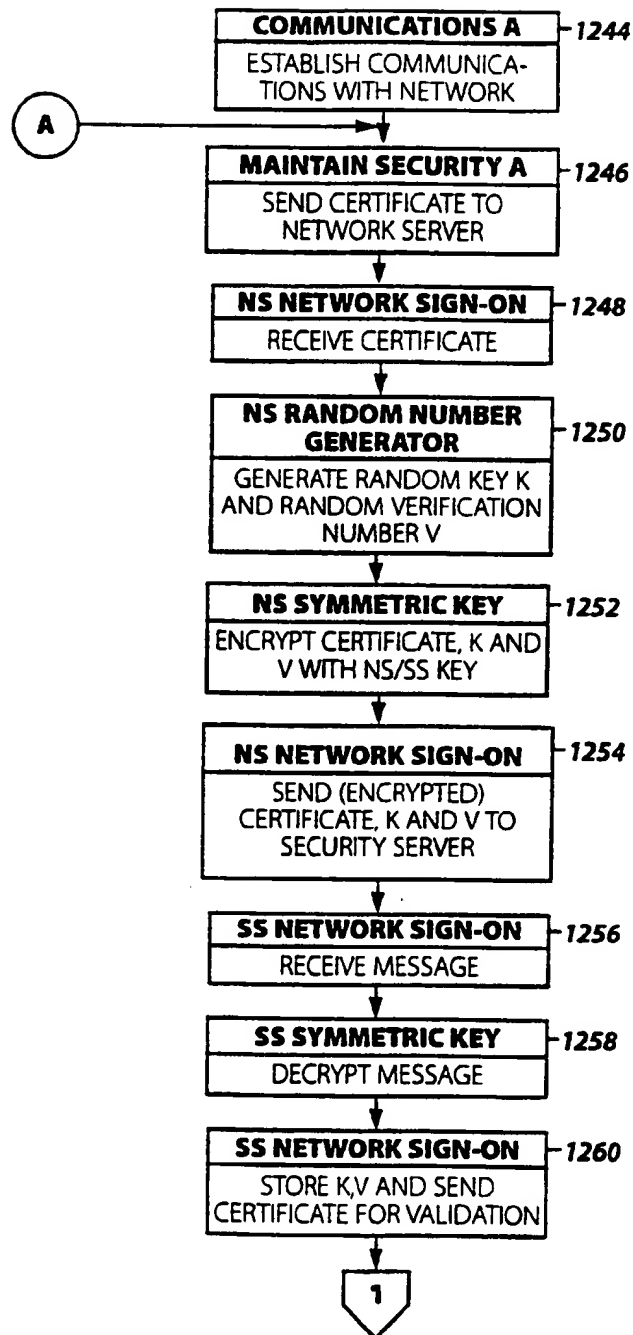 COMMUNICATIONS A
1244
ESTABLISH COMMUNICA-
TIONS WITH NETWORK
A
MAINTAIN SECURITY A
1246
SEND CERTIFICATE TO
NETWORK SERVER
NS NETWORK SIGN-ON
1248
RECEIVE CERTIFICATE
NS RANDOM NUMBER
GENERATOR
1250
GENERATE RANDOM KEY K
AND RANDOM VERIFICATION
NUMBER V
NS SYMMETRIC KEY
1252
ENCRYPT CERTIFICATE, K AND
V WITH NS/SS KEY
NS NETWORK SIGN-ON
1254
SEND (ENCRYPTED)
CERTIFICATE, K AND V TO
SECURITY SERVER
SS NETWORK SIGN-ON
1256
RECEIVE MESSAGE
SS SYMMETRIC KEY
1258
DECRYPT MESSAGE
SS NETWORK SIGN-ON
1260
STORE K,V AND SEND
CERTIFICATE FOR VALIDATION
1